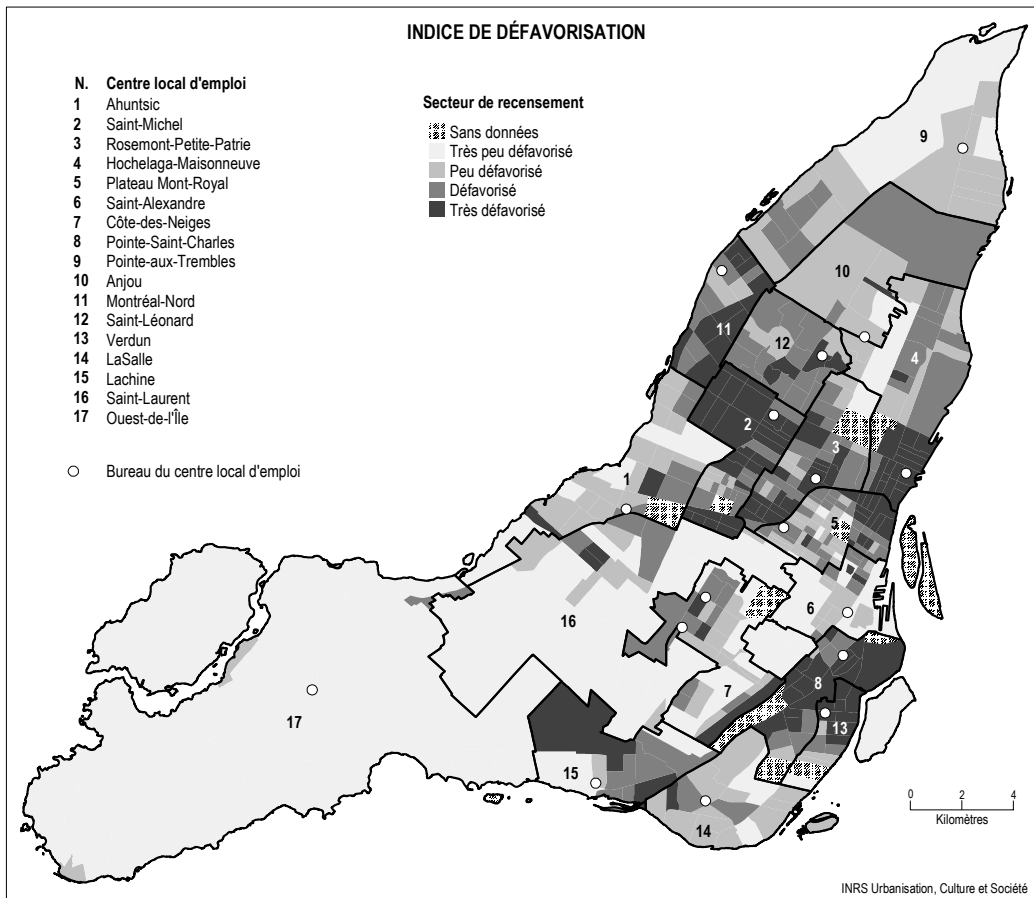 INDICE DE DÉFAVORISATION
N. Centre local d'emploi
1 Ahuntsic
2 Saint-Michel
3 Rosemont-Petite-Patrie
4 Hochelaga-Maisonneuve
5 Plateau Mont-Royal
6 Saint-Alexandre
7 Côte-des-Neiges
8 Pointe-Saint-Charles
9 Pointe-aux-Trembles
10 Anjou
11 Montréal-Nord
12 Saint-Léonard
13 Verdun
14 LaSalle
15 Lachine
16 Saint-Laurent
17 Ouest-de-l'Île
Bureau du centre local d'emploi
Secteur de recensement
Sans données
Très peu défavorisé
Peu défavorisé
Défavorisé
Très défavorisé
9
10
11
12
4
2
3
1
5
6
16
7
8
17
13
15
14
0 2 4
Kilomètres
INRS Urbanisation, Culture et Société